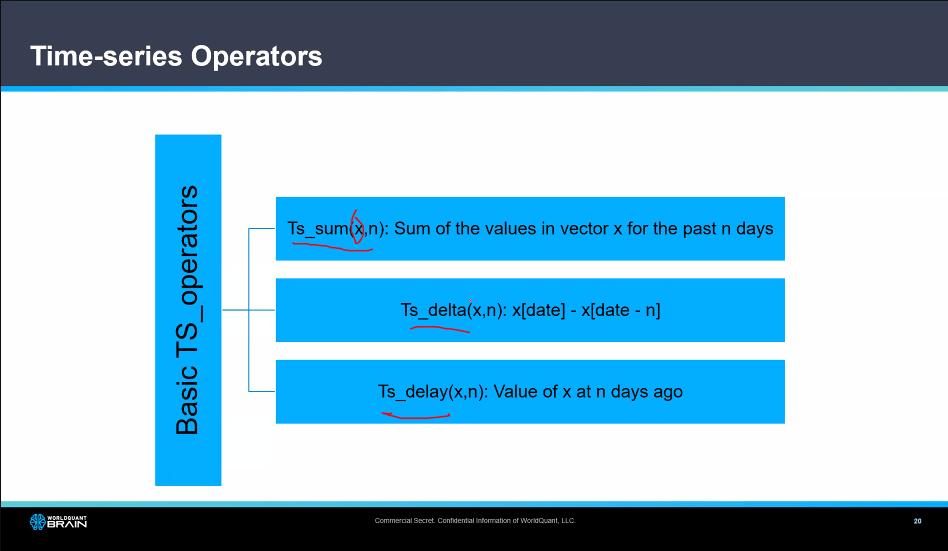 Time-series Operators
Basic TS_operators
Ts_sum(x,n): Sum of the values in vector x for the past n days
Ts_delta(x,n): x[date] - x[date - n]
Ts_delay(x,n): Value of x at n days ago
WORLDQUANT
BRAIN
Commercial Secret. Confidential Information of WorldQuant, LLC.
20